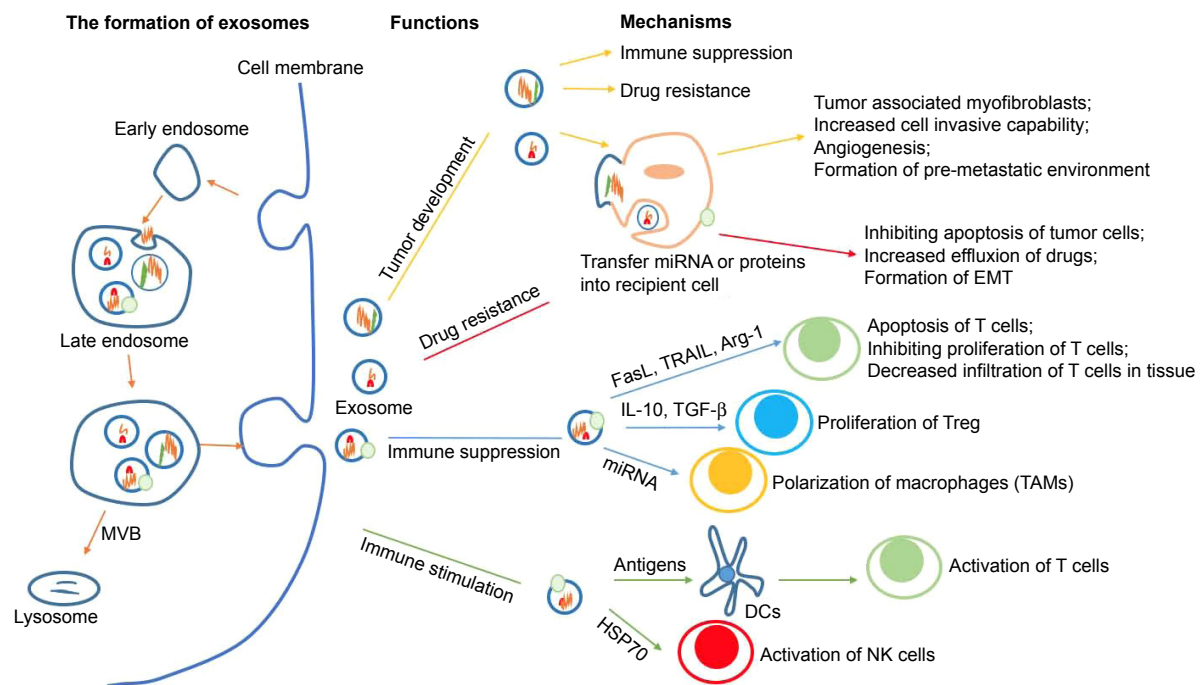 The formation of exosomes
Functions
Mechanisms
Cell membrane
Early endosome
Late endosome
MVB
Lysosome
Exosome
Tumor development
Drug resistance
Immune suppression
Immune stimulation
Immune suppression
Drug resistance
Transfer miRNA or proteins
into recipient cell
Tumor associated myofibroblasts;
Increased cell invasive capability;
Angiogenesis;
Formation of pre-metastatic environment
Inhibiting apoptosis of tumor cells;
Increased effluxion of drugs;
Formation of EMT
FasL, TRAIL, Arg-1
Apoptosis of T cells;
Inhibiting proliferation of T cells;
Decreased infiltration of T cells in tissue
IL-10, TGF-β
Proliferation of Treg
miRNA
Polarization of macrophages (TAMs)
Antigens
DCs
Activation of T cells
HSP70
Activation of NK cells